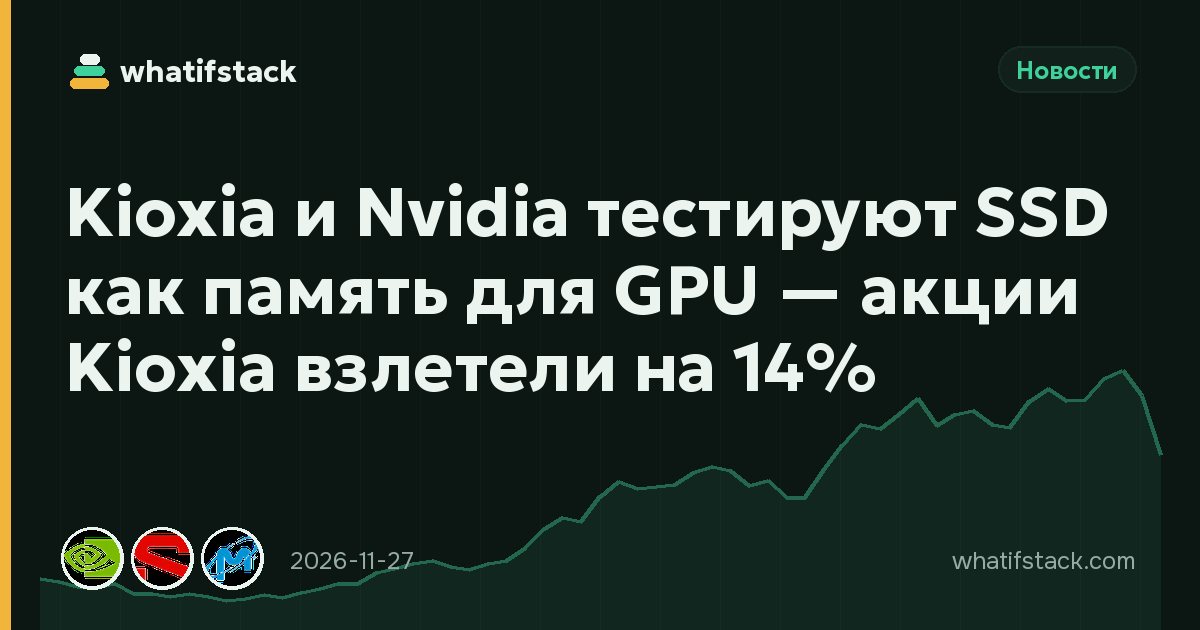 whatifstack
Новости
Kioxia и Nvidia тестируют SSD
как память для GPU — акции
Kioxia взлетели на 14%
2026-11-27
whatifstack.com